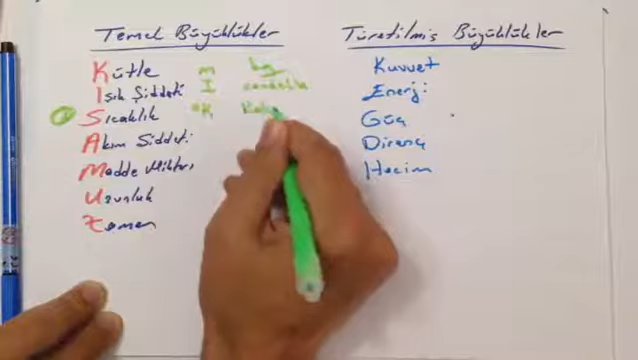 Temel Büyüklükler
Türetilmiş Büyüklükler
Kütle m kg
Işık Şiddeti I candela
Sıcaklık °K
Akım Şiddeti
Madde Miktarı
Uzunluk
Zaman
Kuvvet
Enerji
Güç
Direnç
Hacim